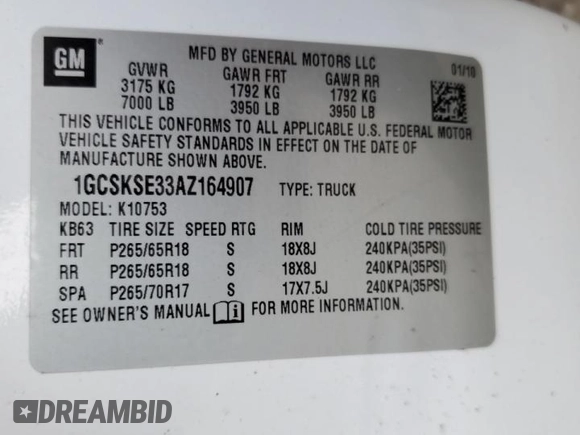 GM
MFD BY GENERAL MOTORS LLC
01/10
GVWR GAWR FRT GAWR RR
3175 KG 1792 KG 1792 KG
7000 LB 3950 LB 3950 LB
THIS VEHICLE CONFORMS TO ALL APPLICABLE U.S. FEDERAL MOTOR
VEHICLE SAFETY STANDARDS IN EFFECT ON THE DATE OF
MANUFACTURE SHOWN ABOVE.
1GCSKSE33AZ164907 TYPE: TRUCK
MODEL: K10753
KB63 TIRE SIZE SPEED RTG RIM COLD TIRE PRESSURE
FRT P265/65R18 S 18X8J 240KPA(35PSI)
RR P265/65R18 S 18X8J 240KPA(35PSI)
SPA P265/70R17 S 17X7.5J 240KPA(35PSI)
SEE OWNER'S MANUAL FOR MORE INFORMATION.
DREAMBID